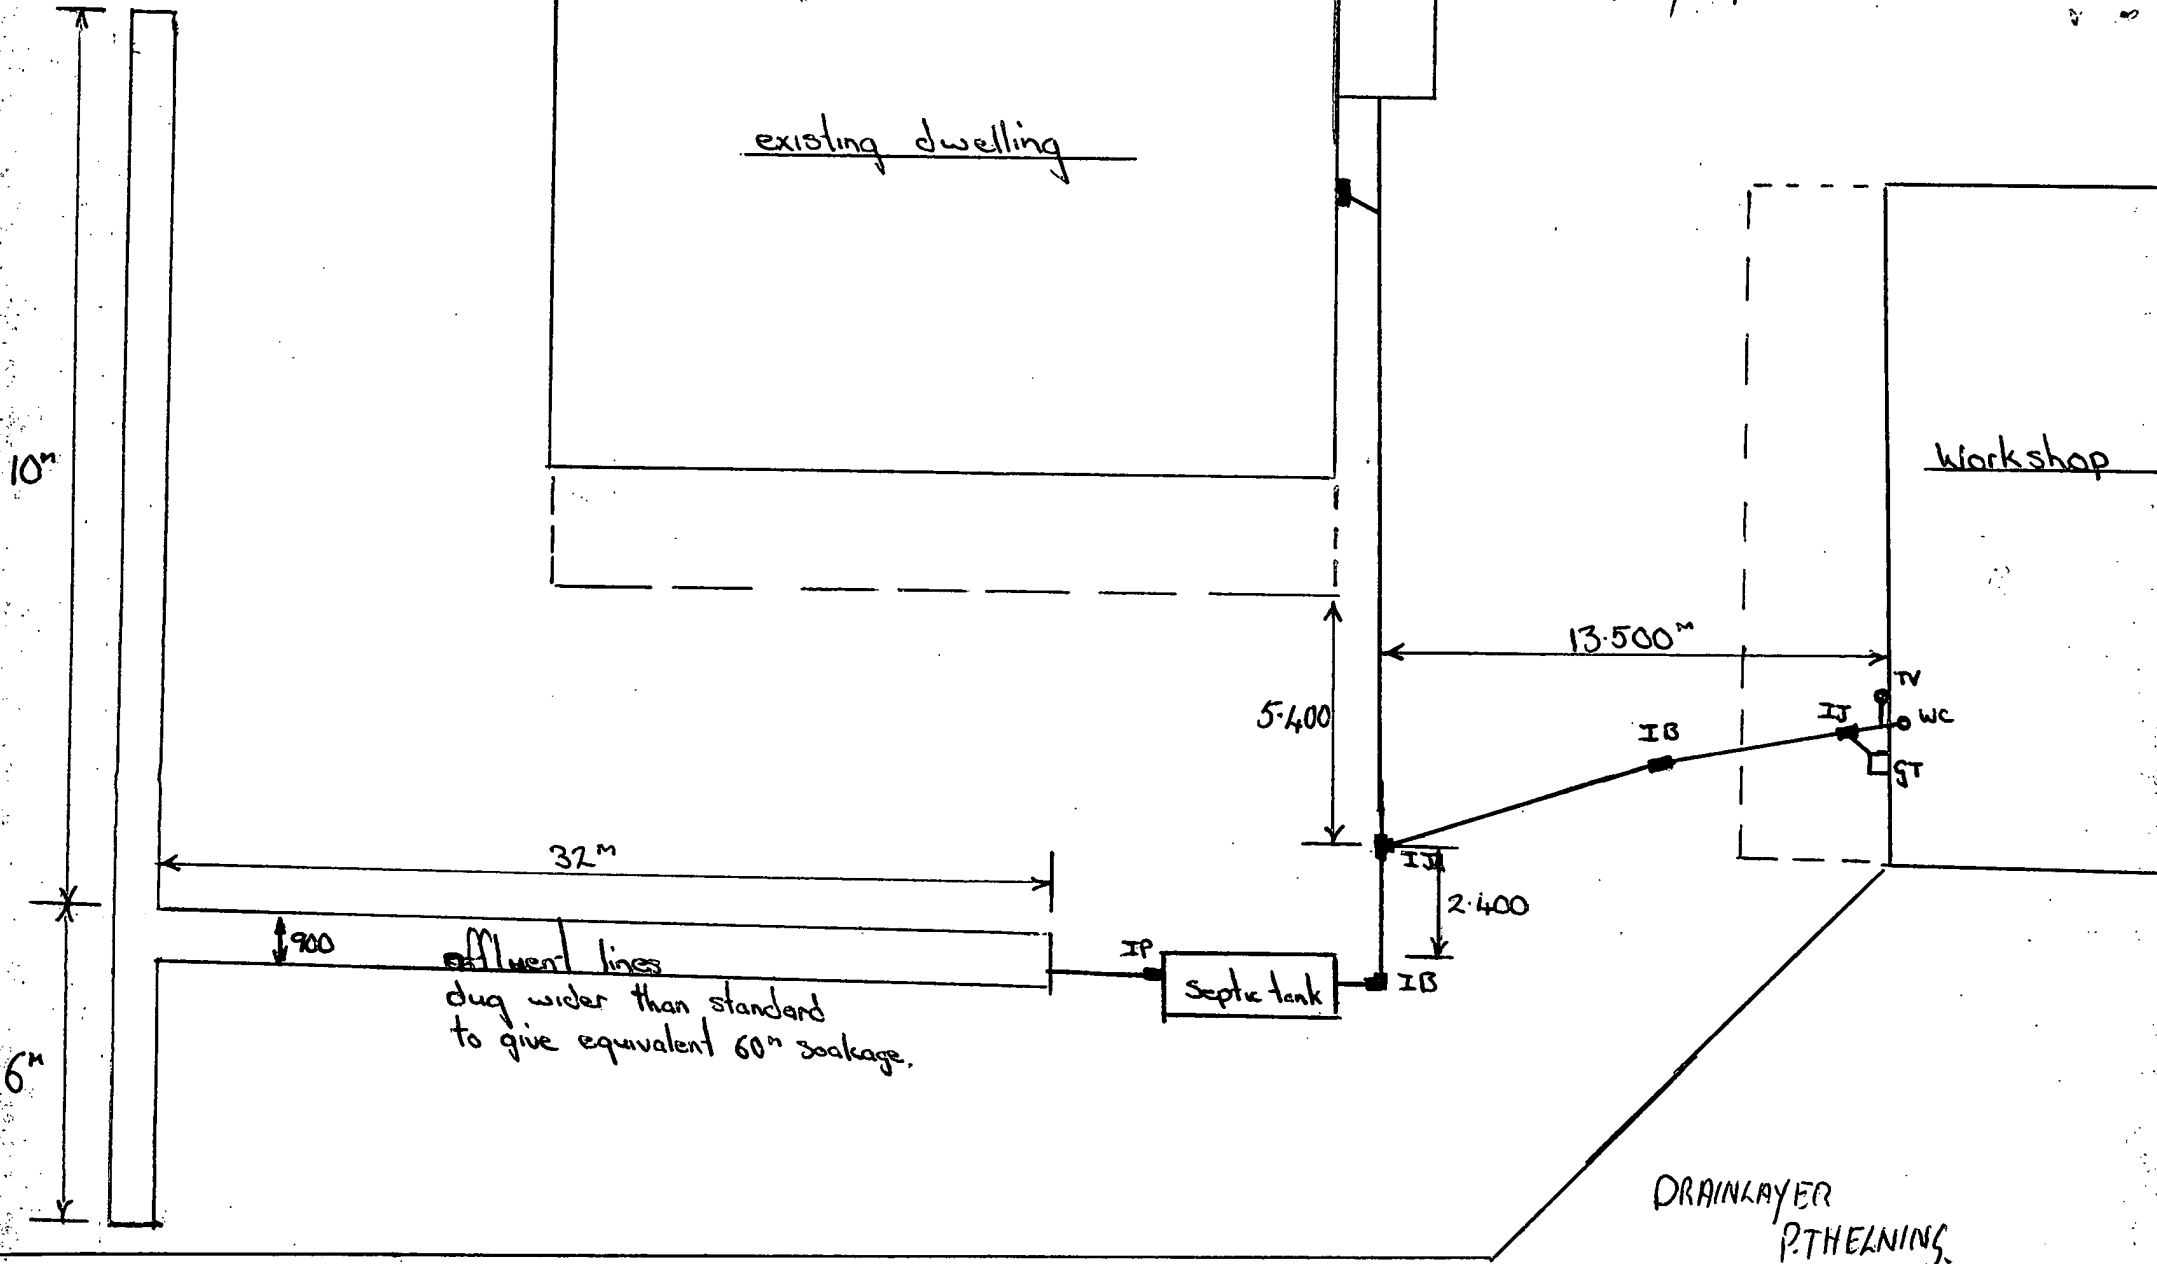 existing dwelling
10ᵐ
Workshop
13·500ᵐ
5·400
TV
IJ
WC
IB
GT
32ᵐ
IJ
2·400
900
effluent lines
dug wider than standard
to give equivalent 60ᵐ soakage.
IP
Septic tank
IB
6ᵐ
DRAINLAYER
P.THELNING